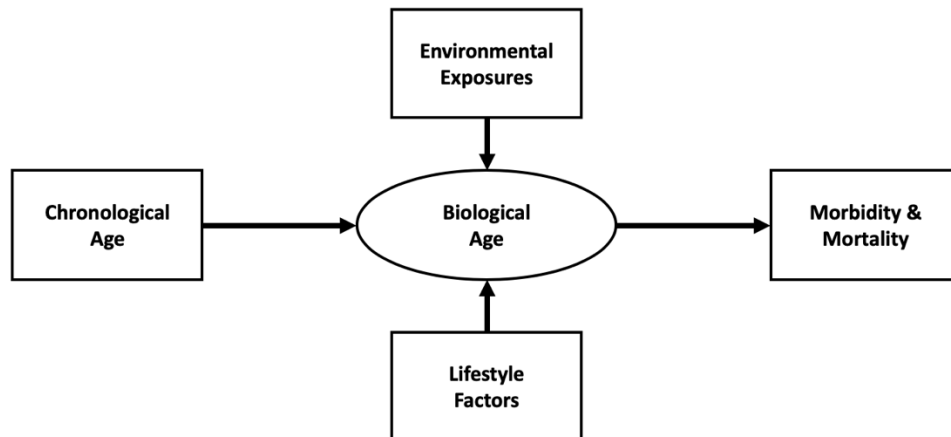 Environmental
Exposures
Chronological
Age
Biological
Age
Morbidity &
Mortality
Lifestyle
Factors